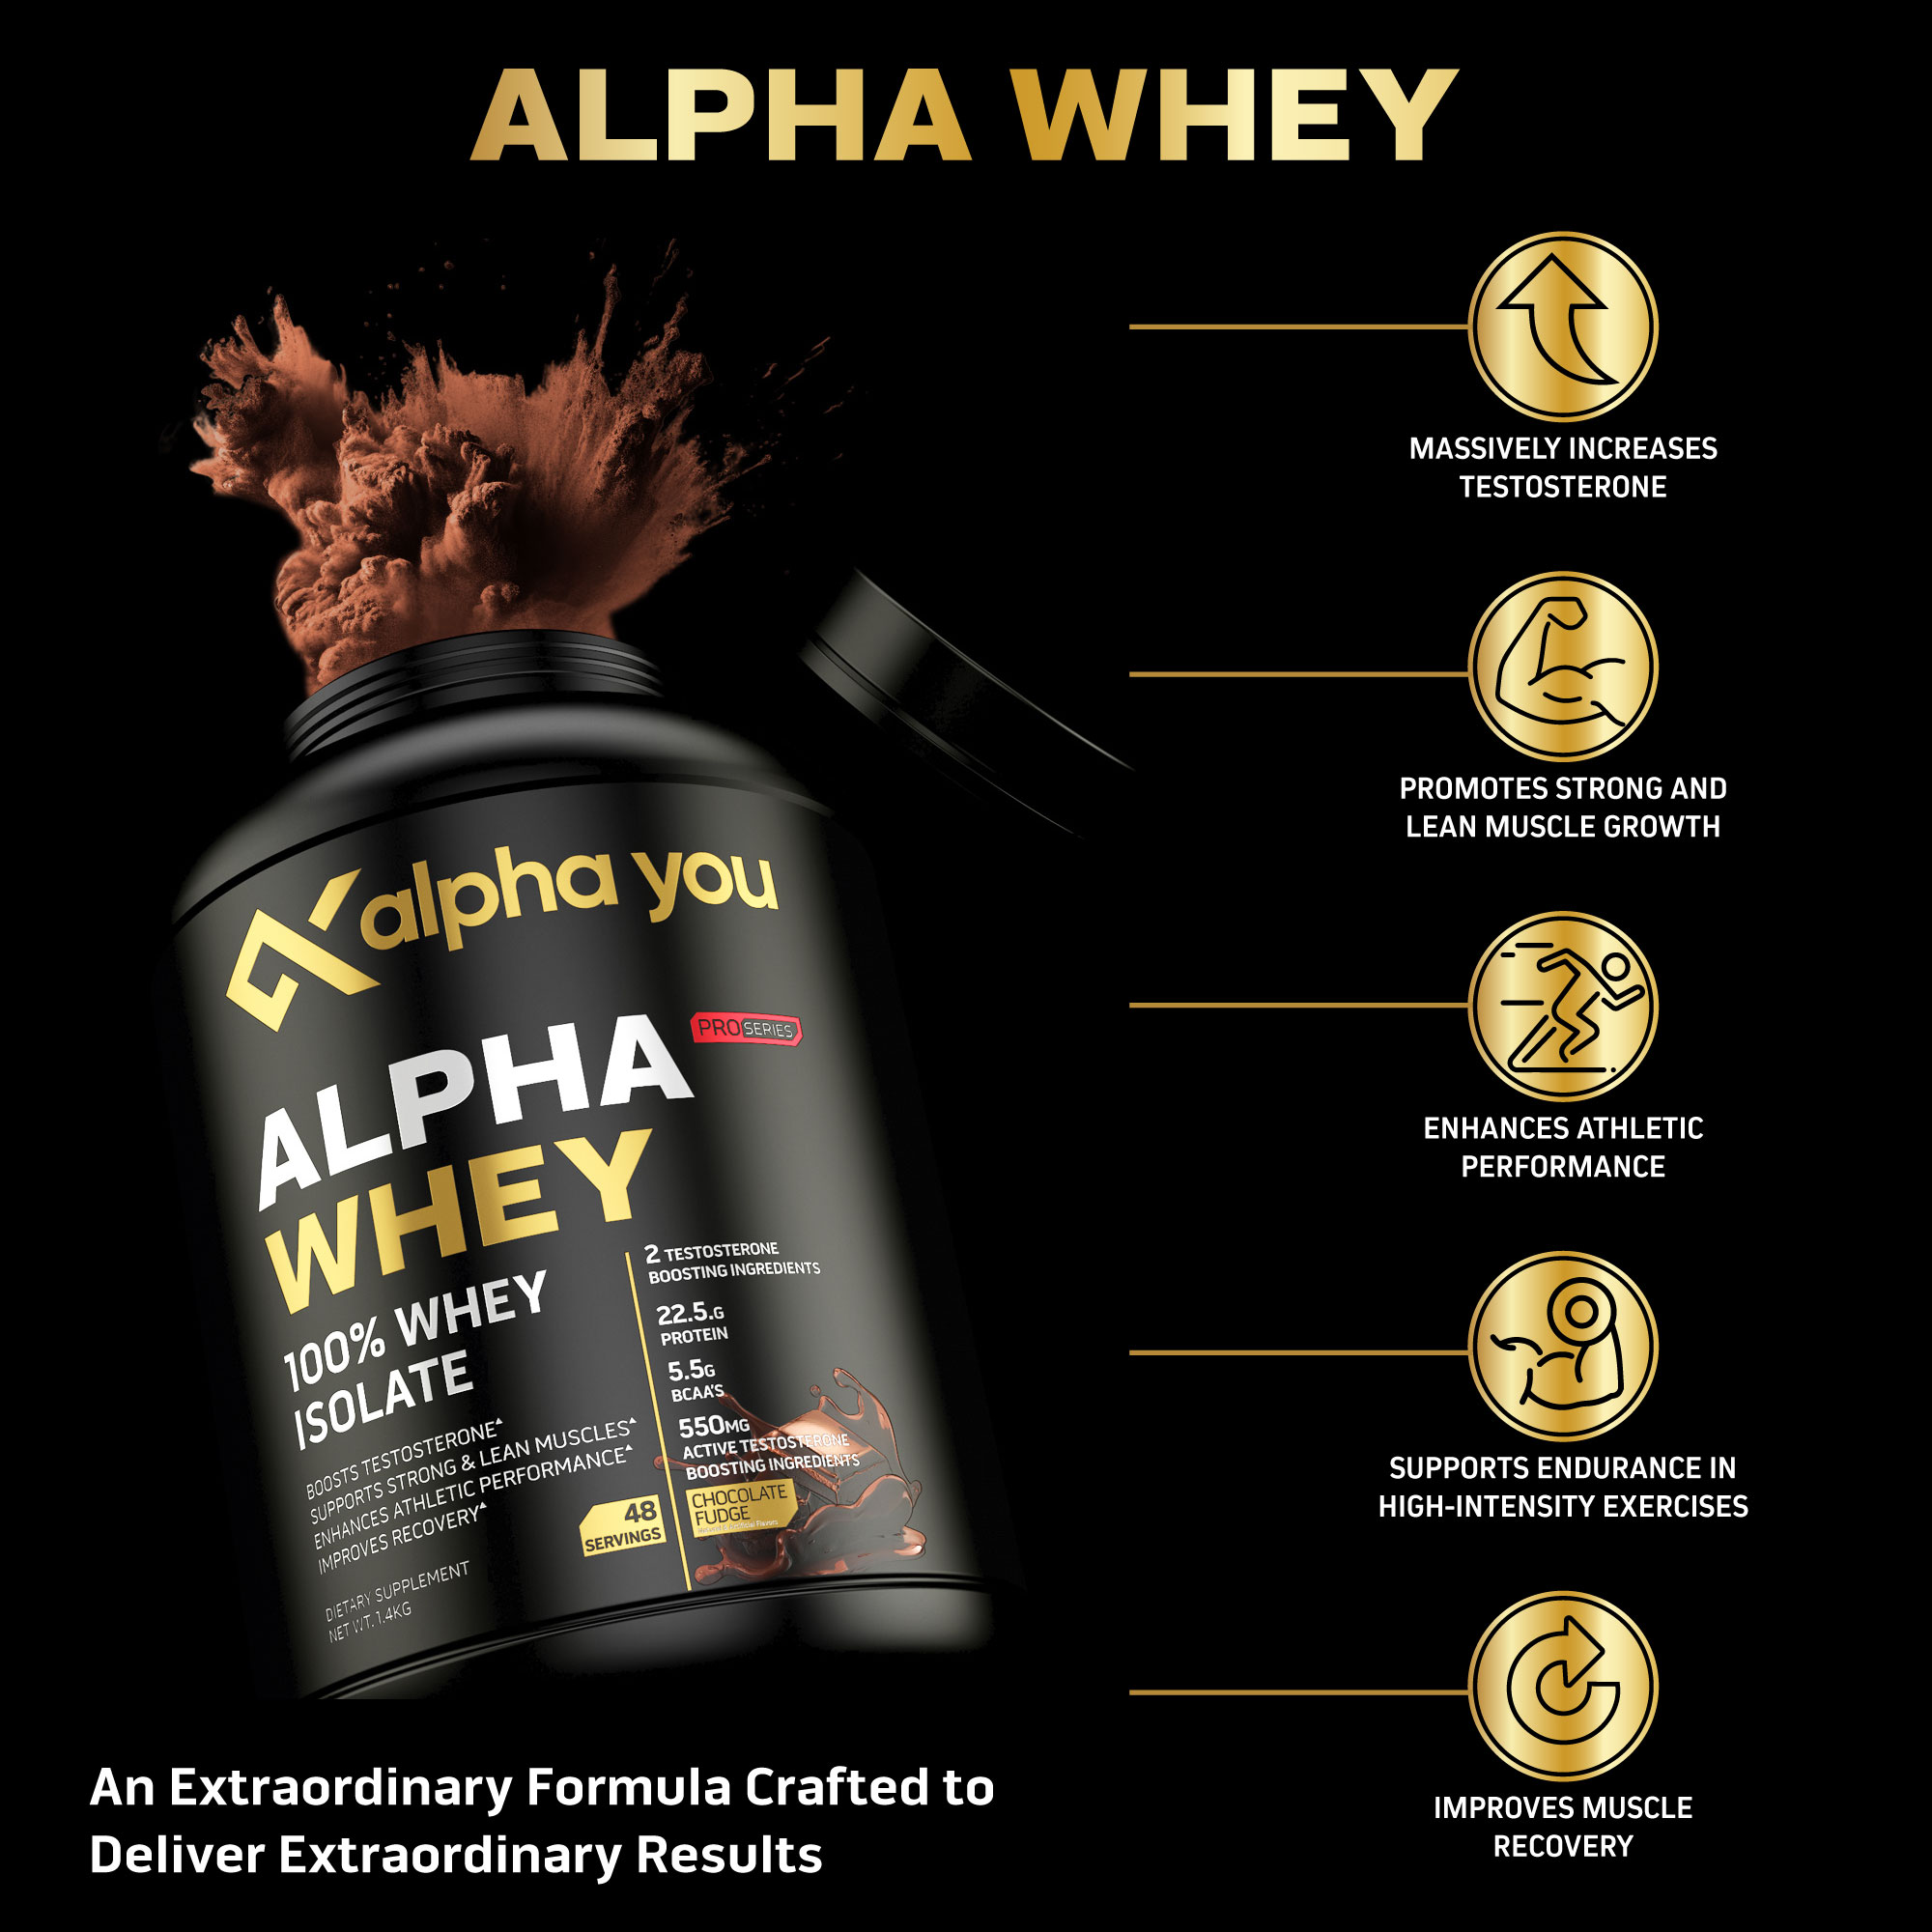 ALPHA WHEY
MASSIVELY INCREASES
TESTOSTERONE
PROMOTES STRONG AND
LEAN MUSCLE GROWTH
ENHANCES ATHLETIC
PERFORMANCE
SUPPORTS ENDURANCE IN
HIGH-INTENSITY EXERCISES
IMPROVES MUSCLE
RECOVERY
alpha you
ALPHA
PRO SERIES
WHEY
100% WHEY
ISOLATE
BOOSTS TESTOSTERONE▲
SUPPORTS STRONG & LEAN MUSCLES▲
ENHANCES ATHLETIC PERFORMANCE▲
IMPROVES RECOVERY▲
DIETARY SUPPLEMENT
NET WT. 1.4KG
2 TESTOSTERONE
BOOSTING INGREDIENTS
22.5.G
PROTEIN
5.5G
BCAA'S
550MG
ACTIVE TESTOSTERONE
BOOSTING INGREDIENTS
48
SERVINGS
CHOCOLATE
FUDGE
An Extraordinary Formula Crafted to
Deliver Extraordinary Results